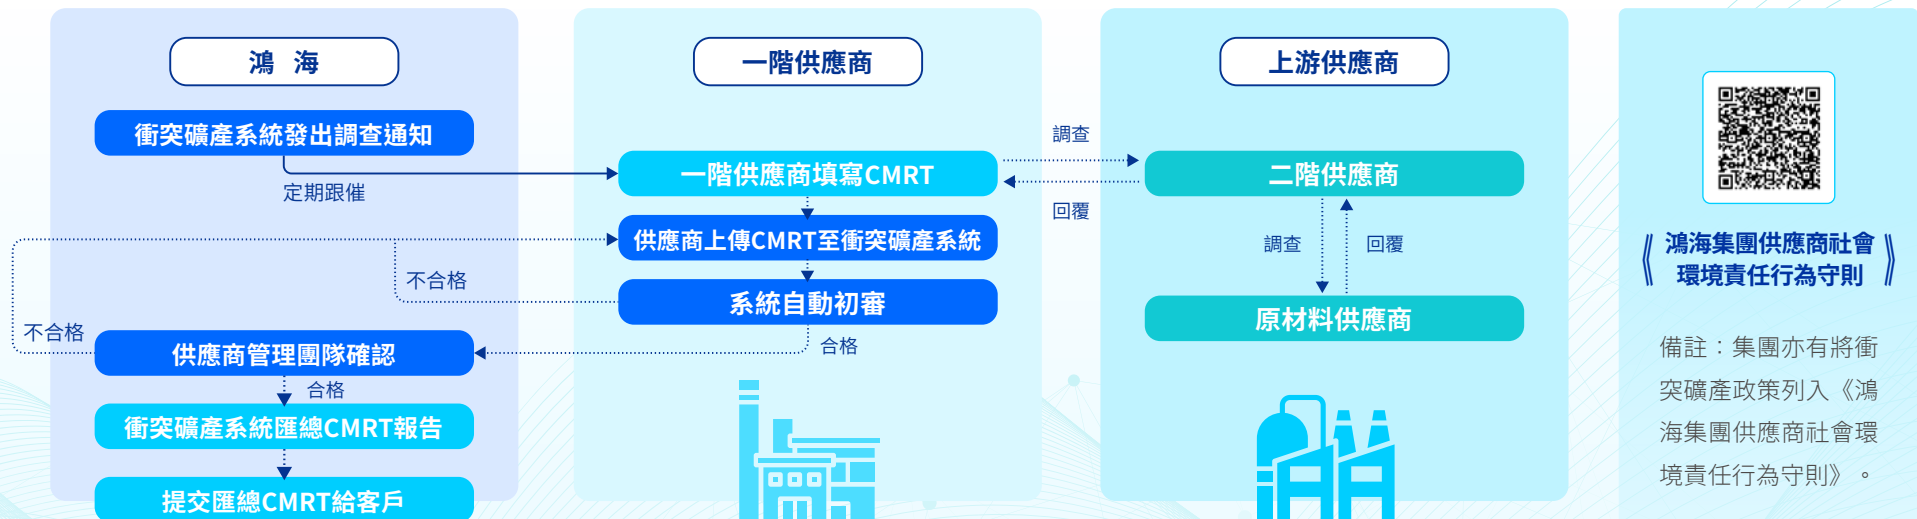 鴻 海
衝突礦產系統發出調查通知
定期跟催
不合格
不合格
供應商管理團隊確認
合格
衝突礦產系統匯總CMRT報告
提交匯總CMRT給客戶
一階供應商
一階供應商填寫CMRT
供應商上傳CMRT至衝突礦產系統
系統自動初審
合格
調查
回覆
上游供應商
二階供應商
調查
回覆
原材料供應商
《鴻海集團供應商社會
環境責任行為守則》
備註：集團亦有將衝
突礦產政策列入《鴻
海集團供應商社會環
境責任行為守則》。